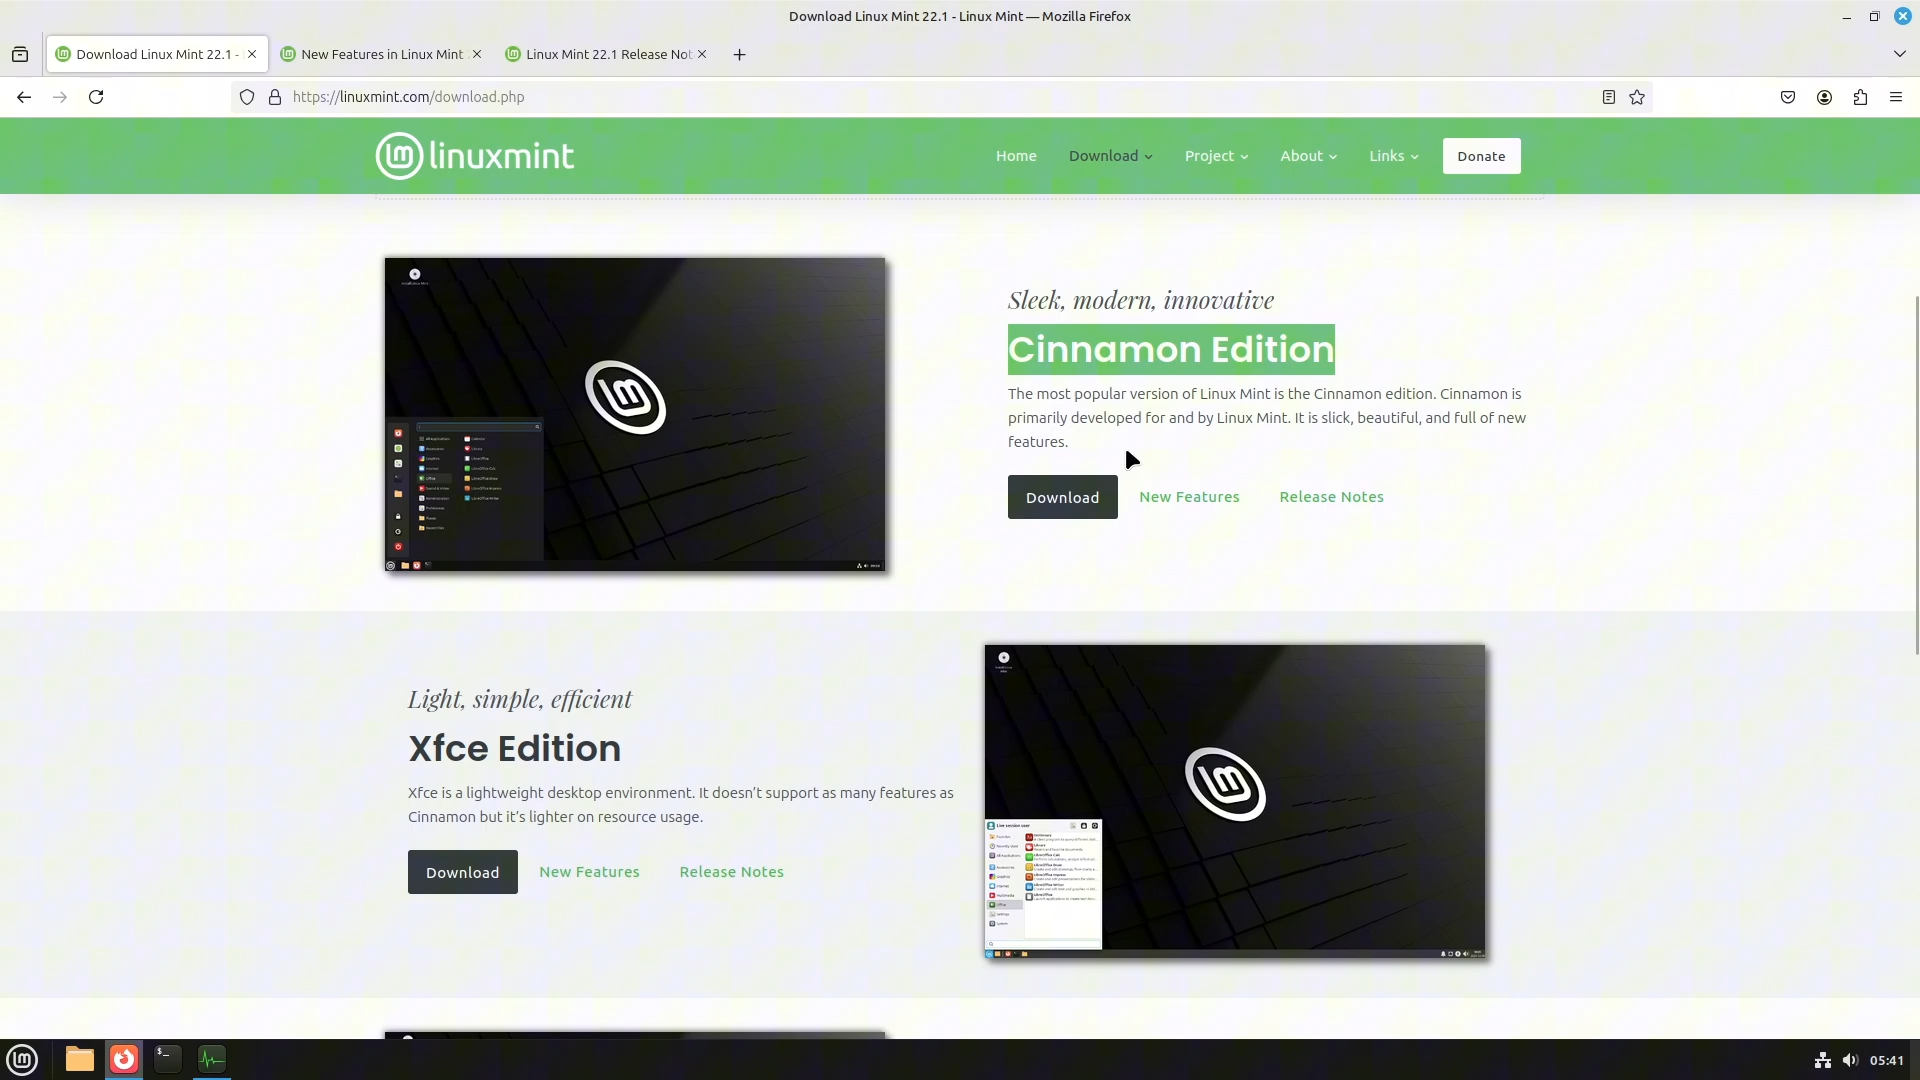 Download Linux Mint 22.1 - Linux Mint — Mozilla Firefox
Download Linux Mint 22.1 -
New Features in Linux Mint
Linux Mint 22.1 Release Not
https://linuxmint.com/download.php
linuxmint
Home
Download
Project
About
Links
Donate
Sleek, modern, innovative
Cinnamon Edition
The most popular version of Linux Mint is the Cinnamon edition. Cinnamon is
primarily developed for and by Linux Mint. It is slick, beautiful, and full of new
features.
Download
New Features
Release Notes
Light, simple, efficient
Xfce Edition
Xfce is a lightweight desktop environment. It doesn’t support as many features as
Cinnamon but it’s lighter on resource usage.
Download
New Features
Release Notes
05:41